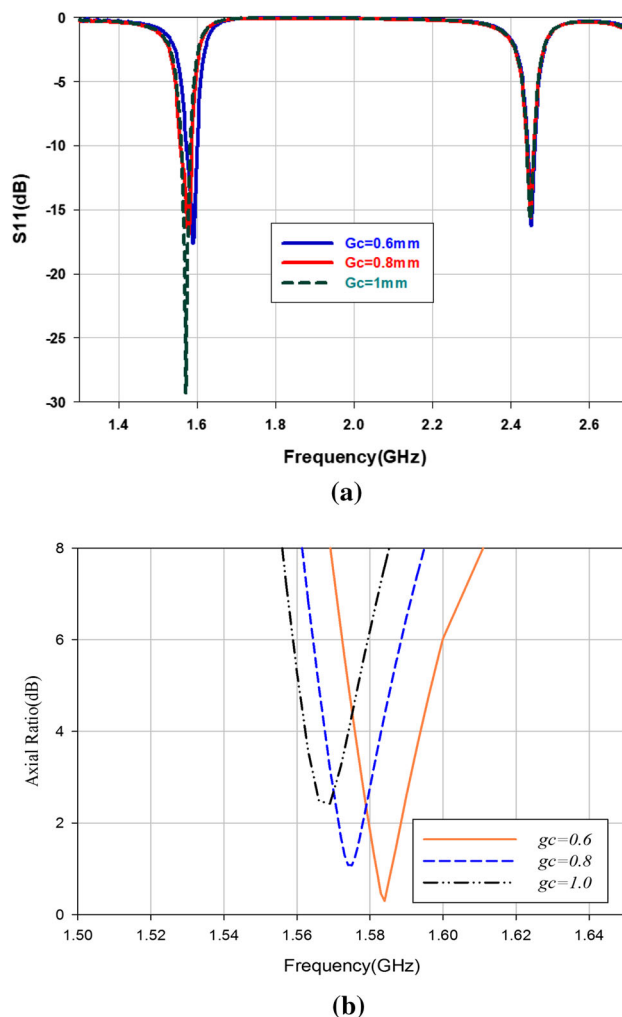 0
-5
-10
-15
-20
-25
-30
S11(dB)
Gc=0.6mm
Gc=0.8mm
Gc=1mm
1.4 1.6 1.8 2.0 2.2 2.4 2.6
Frequency(GHz)
(a)
8
6
4
2
0
Axial Ratio(dB)
gc=0.6
gc=0.8
gc=1.0
1.50 1.52 1.54 1.56 1.58 1.60 1.62 1.64
Frequency(GHz)
(b)